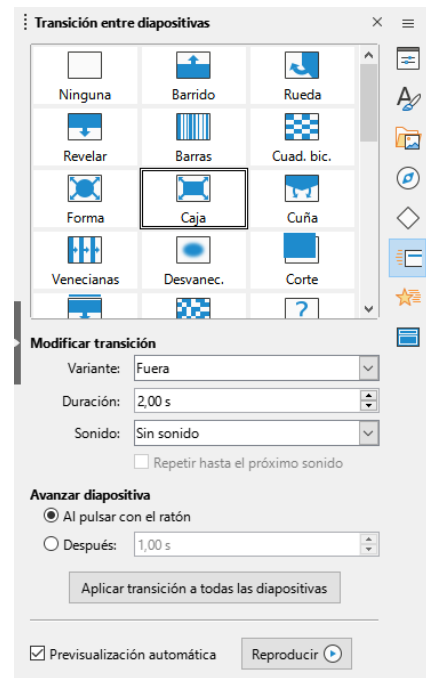 Transición entre diapositivas
Ninguna Barrido Rueda
Revelar Barras Cuad. bic.
Forma Caja Cuña
Venecianas Desvanec. Corte
?
Modificar transición
Variante: Fuera
Duración: 2,00 s
Sonido: Sin sonido
Repetir hasta el próximo sonido
Avanzar diapositiva
Al pulsar con el ratón
Después: 1,00 s
Aplicar transición a todas las diapositivas
Previsualización automática Reproducir